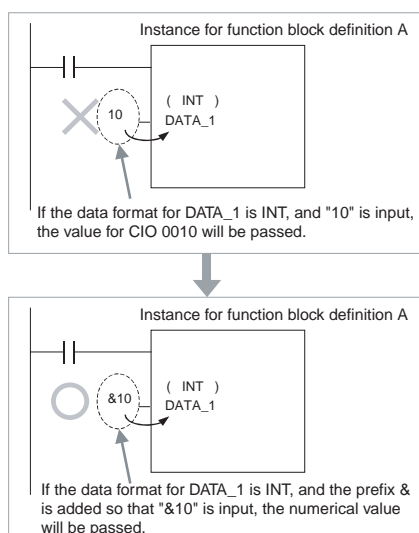 Instance for function block definition A
( INT )
10
DATA_1
If the data format for DATA_1 is INT, and "10" is input,
the value for CIO 0010 will be passed.
Instance for function block definition A
( INT )
&10
DATA_1
If the data format for DATA_1 is INT, and the prefix &
is added so that "&10" is input, the numerical value
will be passed.